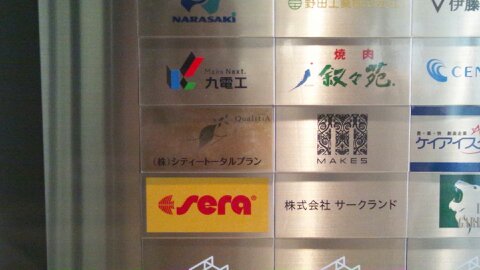 NARASAKI
伊藤
Make Next.
九電工
焼肉
叙々苑
CEN
QualitiA
(株)シティートータルプラン
MAKES
ケイアイス
sera
株式会社 サークランド